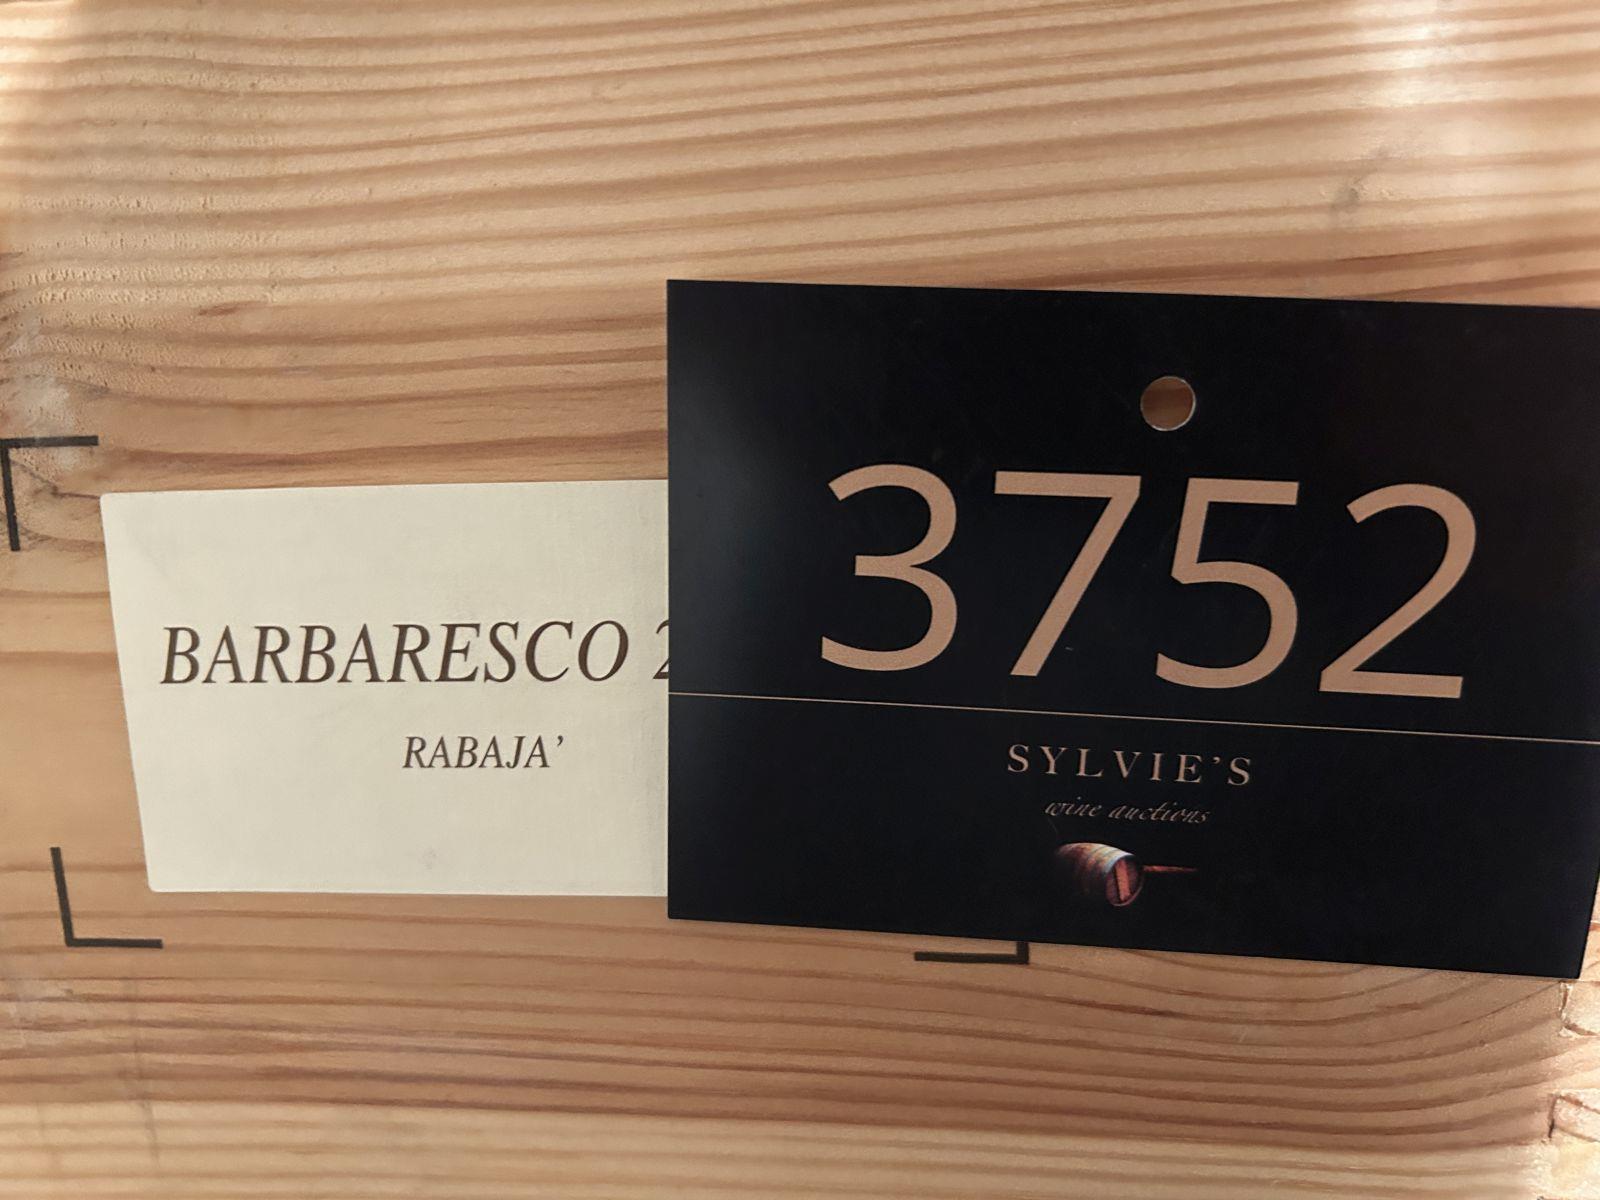 BARBARESCO 2
RABAJA’
3752
SYLVIE’S
wine auctions